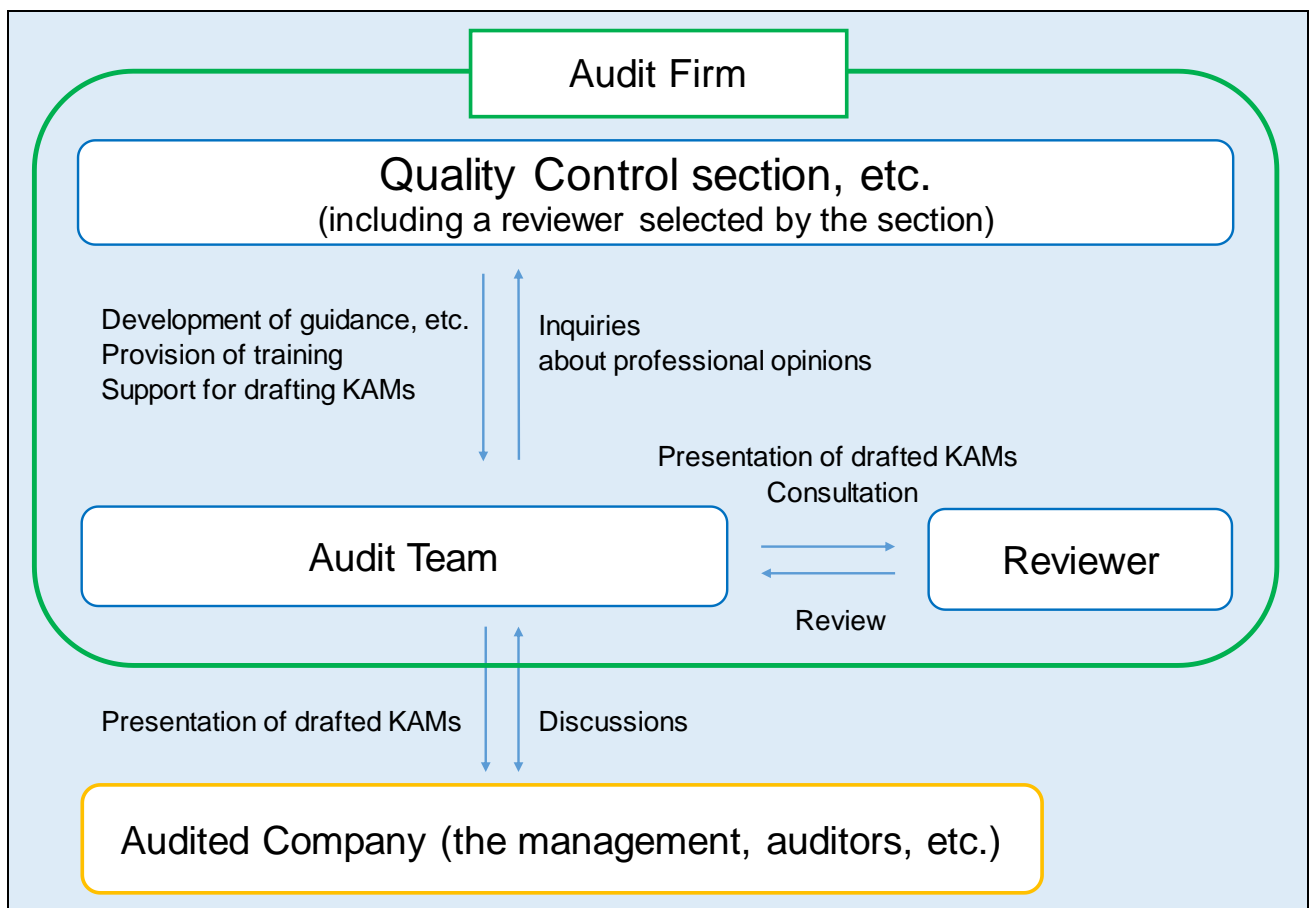 Audit Firm
Quality Control section, etc.
(including a reviewer selected by the section)
Development of guidance, etc.
Provision of training
Support for drafting KAMs
Inquiries
about professional opinions
Presentation of drafted KAMs
Consultation
Audit Team
Reviewer
Review
Presentation of drafted KAMs
Discussions
Audited Company (the management, auditors, etc.)